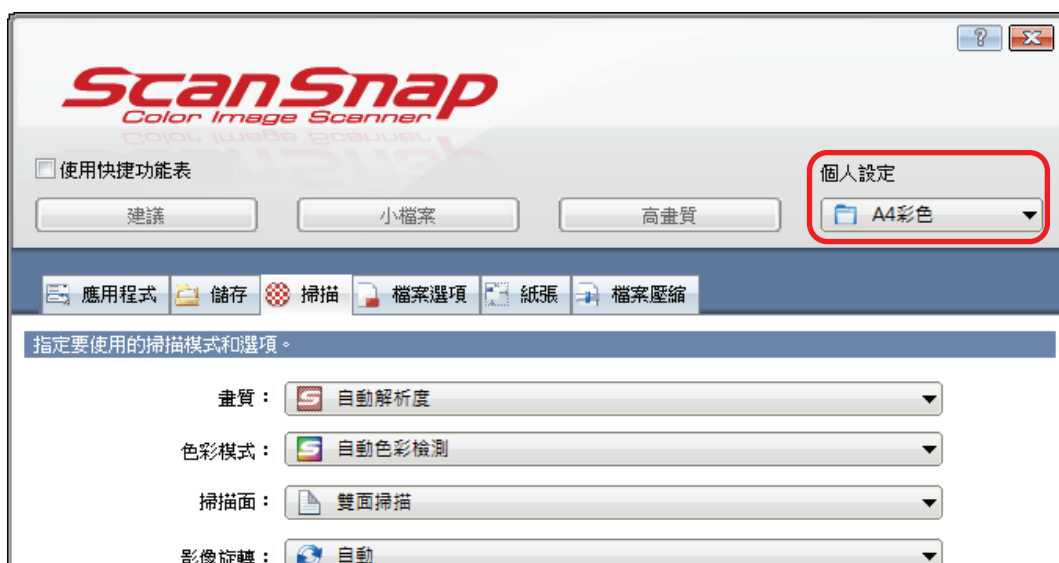 ScanSnap
Color Image Scanner
使用快捷功能表
個人設定
建議 小檔案 高畫質 A4彩色
應用程式 儲存 掃描 檔案選項 紙張 檔案壓縮
指定要使用的掃描模式和選項。
畫質： 自動解析度
色彩模式： 自動色彩檢測
掃描面： 雙面掃描
影像旋轉： 自動